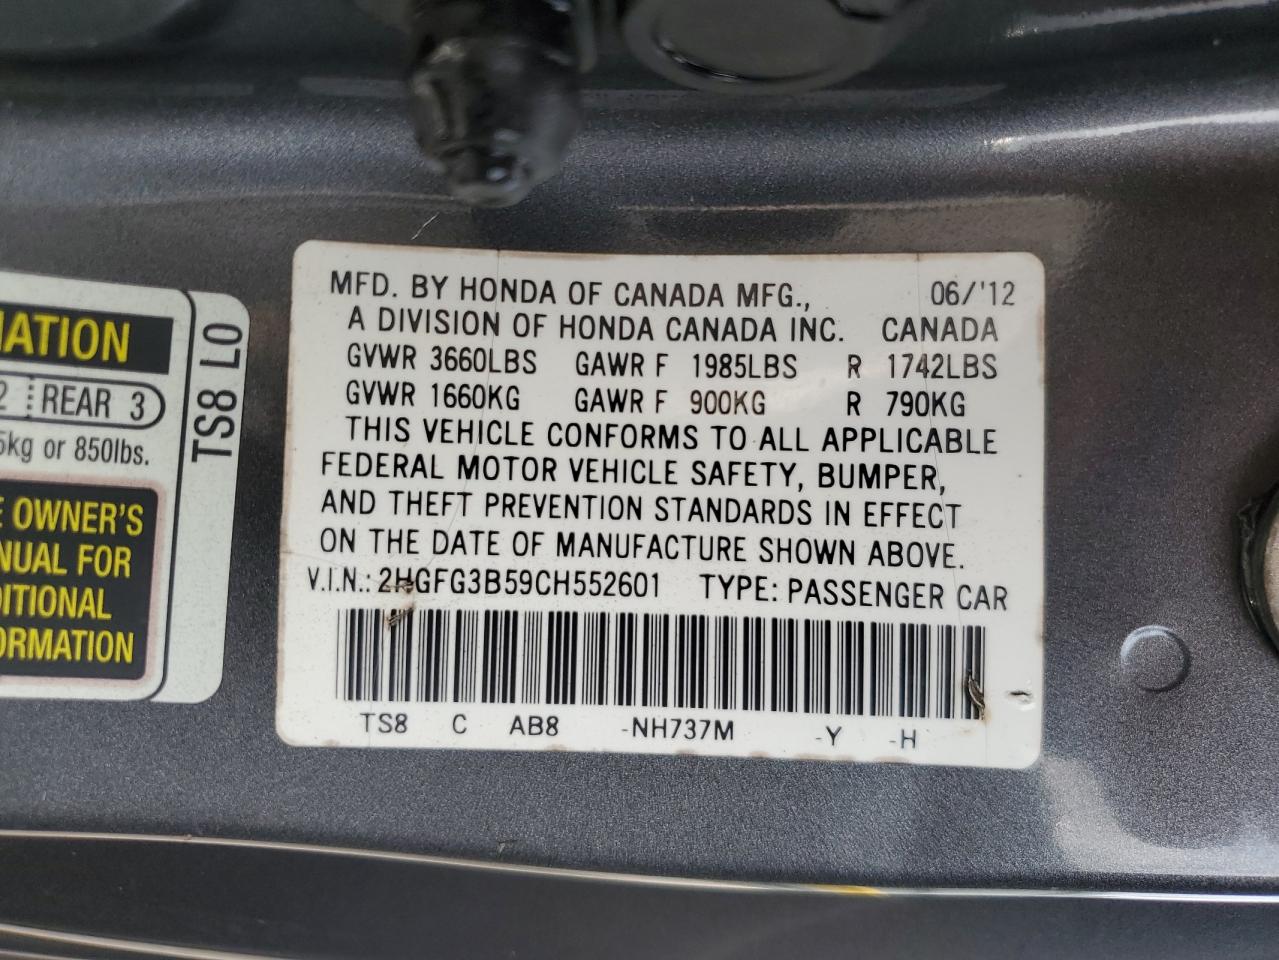 MATION
2 REAR 3
5kg or 850lbs.
E OWNER'S
NUAL FOR
DITIONAL
FORMATION
TS8 L0
MFD. BY HONDA OF CANADA MFG., 06/'12
A DIVISION OF HONDA CANADA INC. CANADA
GVWR 3660LBS GAWR F 1985LBS R 1742LBS
GVWR 1660KG GAWR F 900KG R 790KG
THIS VEHICLE CONFORMS TO ALL APPLICABLE
FEDERAL MOTOR VEHICLE SAFETY, BUMPER,
AND THEFT PREVENTION STANDARDS IN EFFECT
ON THE DATE OF MANUFACTURE SHOWN ABOVE.
V.I.N.: 2HGFG3B59CH552601 TYPE: PASSENGER CAR
TS8 C AB8 -NH737M -Y -H